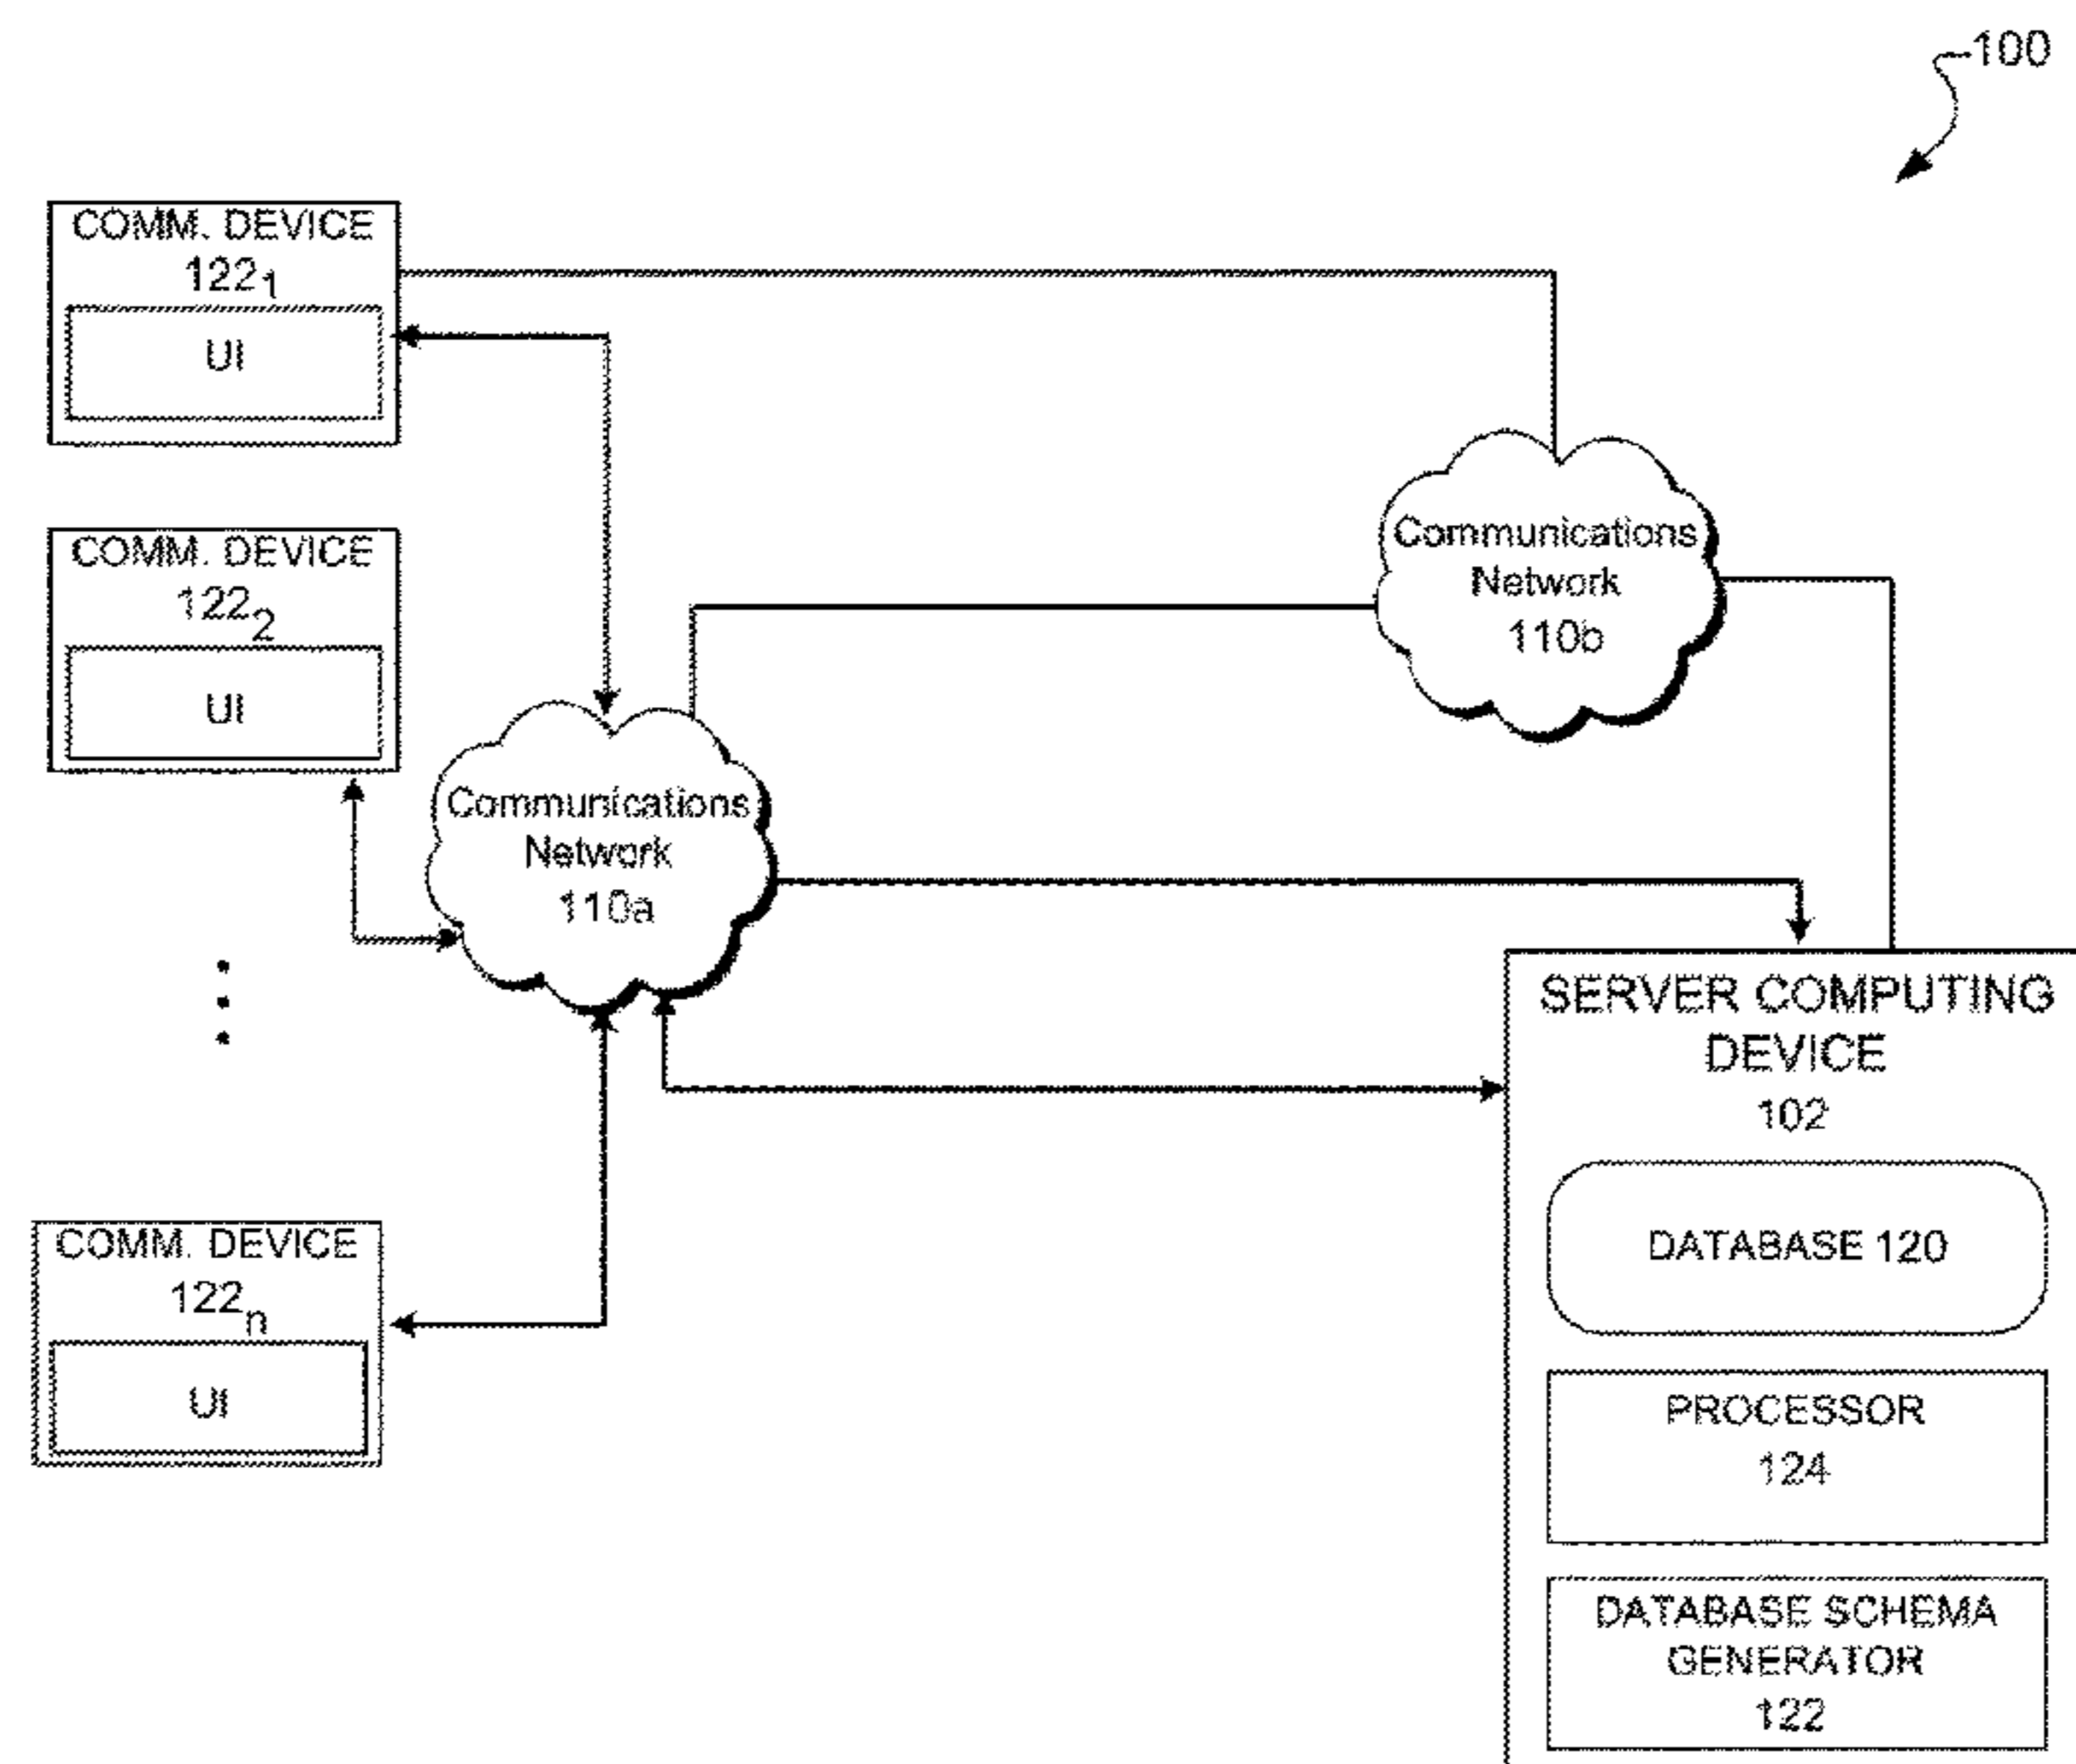 100
COMM. DEVICE
122₁
UI
COMM. DEVICE
122₂
UI
Communications
Network
110b
Communications
Network
110a
SERVER COMPUTING
DEVICE
102
DATABASE 120
COMM. DEVICE
122ₙ
UI
PROCESSOR
124
DATABASE SCHEMA
GENERATOR
122